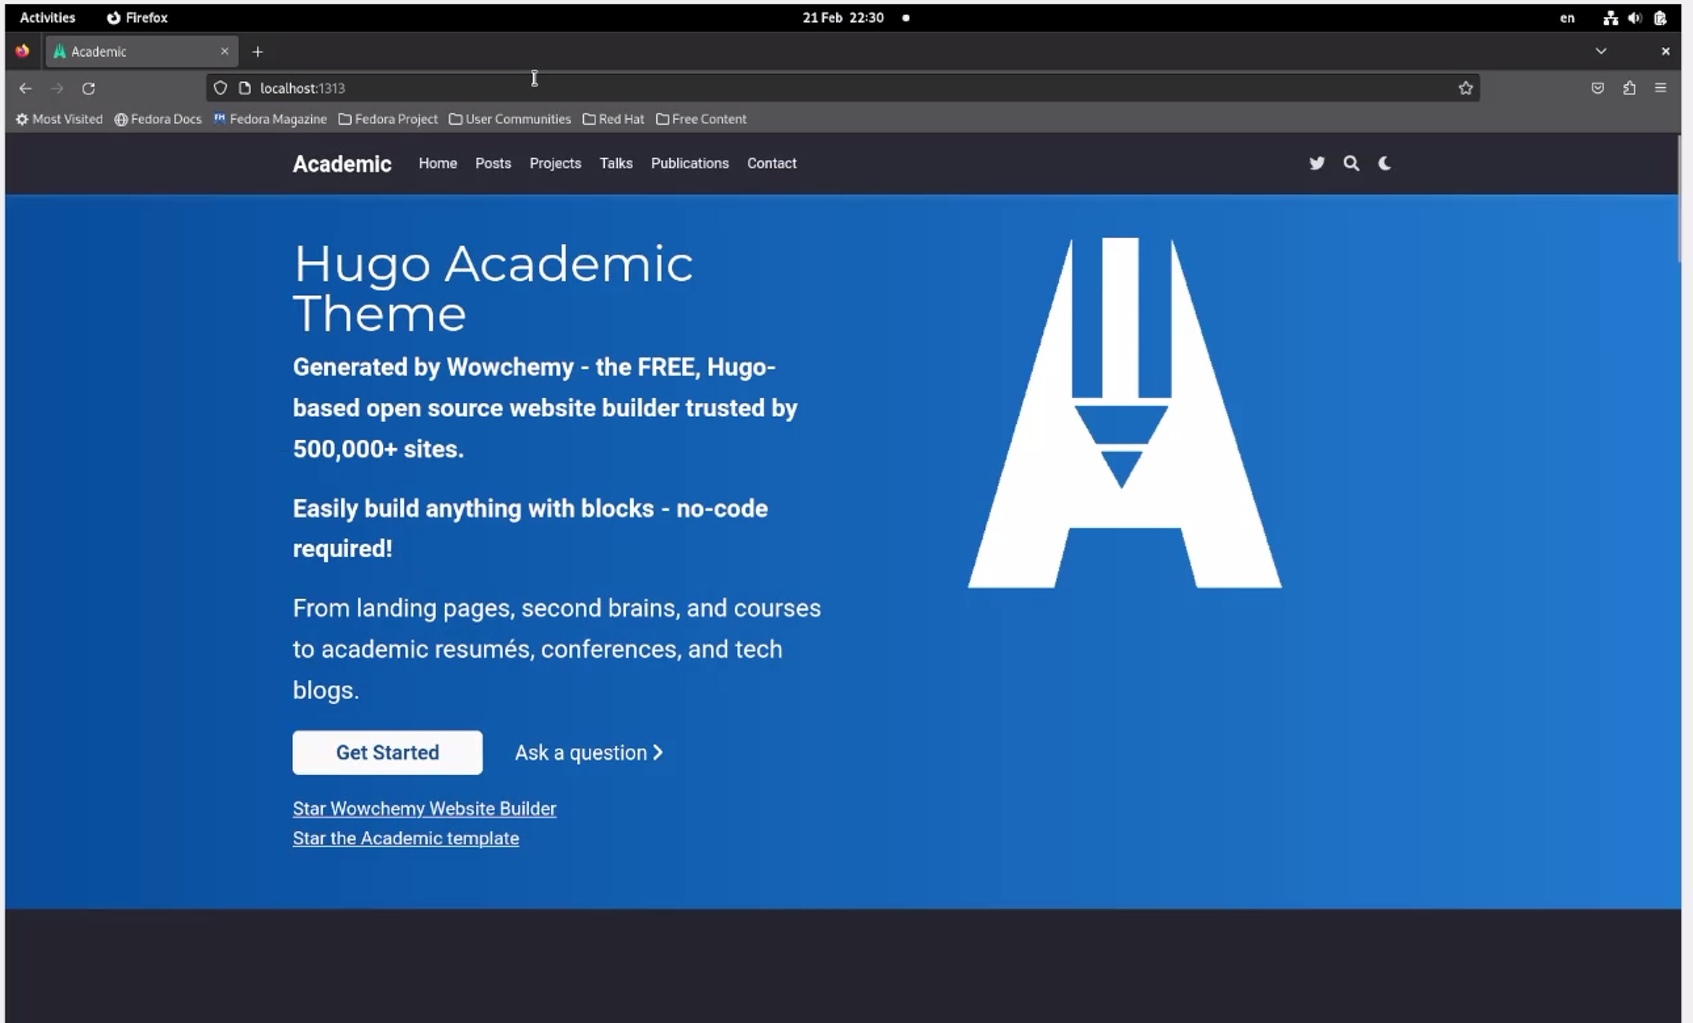 Activities Firefox 21 Feb 22:30 en
Academic
localhost:1313
Most Visited Fedora Docs Fedora Magazine Fedora Project User Communities Red Hat Free Content
Academic Home Posts Projects Talks Publications Contact
Hugo Academic
Theme
Generated by Wowchemy - the FREE, Hugo-
based open source website builder trusted by
500,000+ sites.
Easily build anything with blocks - no-code
required!
From landing pages, second brains, and courses
to academic resumés, conferences, and tech
blogs.
Get Started Ask a question
Star Wowchemy Website Builder
Star the Academic template